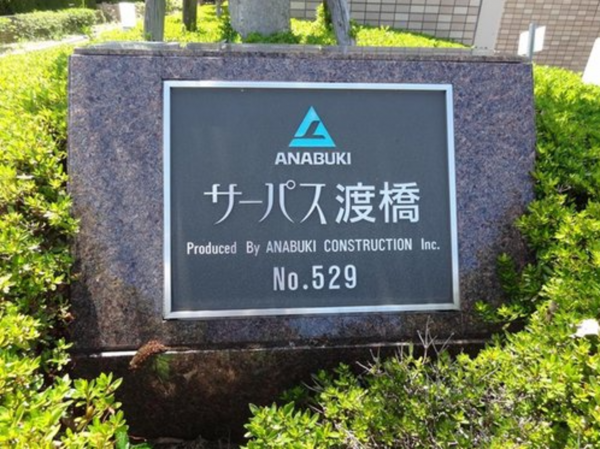 ANABUKI
サーパス渡橋
Produced By ANABUKI CONSTRUCTION Inc.
No.529